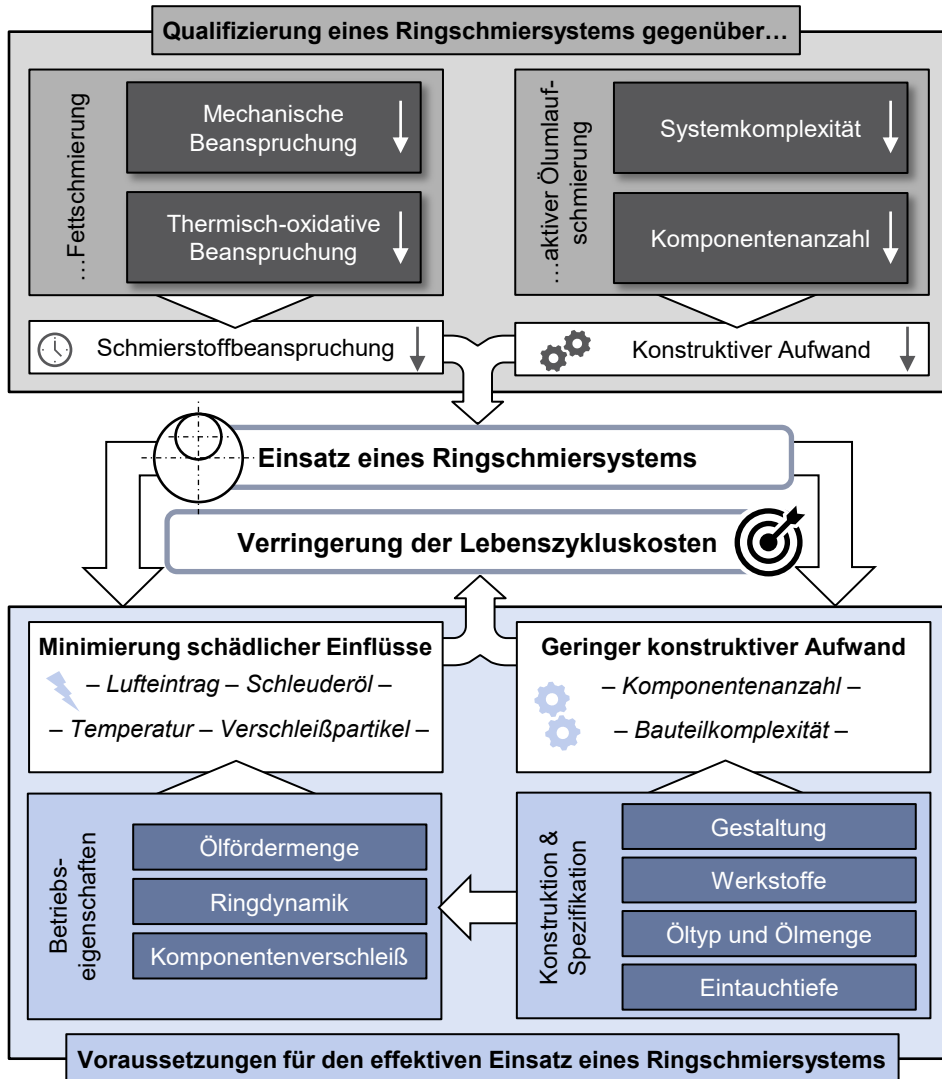 Qualifizierung eines Ringschmiersystems gegenüber…
…Fettschmierung
Mechanische
Beanspruchung
Thermisch-oxidative
Beanspruchung
Schmierstoffbeanspruchung
…aktiver Ölumlauf-
schmierung
Systemkomplexität
Komponentenanzahl
Konstruktiver Aufwand
Einsatz eines Ringschmiersystems
Verringerung der Lebenszykluskosten
Minimierung schädlicher Einflüsse
– Lufteintrag – Schleuderöl –
– Temperatur – Verschleißpartikel –
Geringer konstruktiver Aufwand
– Komponentenanzahl –
– Bauteilkomplexität –
Betriebs-
eigenschaften
Ölfördermenge
Ringdynamik
Komponentenverschleiß
Konstruktion &
Spezifikation
Gestaltung
Werkstoffe
Öltyp und Ölmenge
Eintauchtiefe
Voraussetzungen für den effektiven Einsatz eines Ringschmiersystems